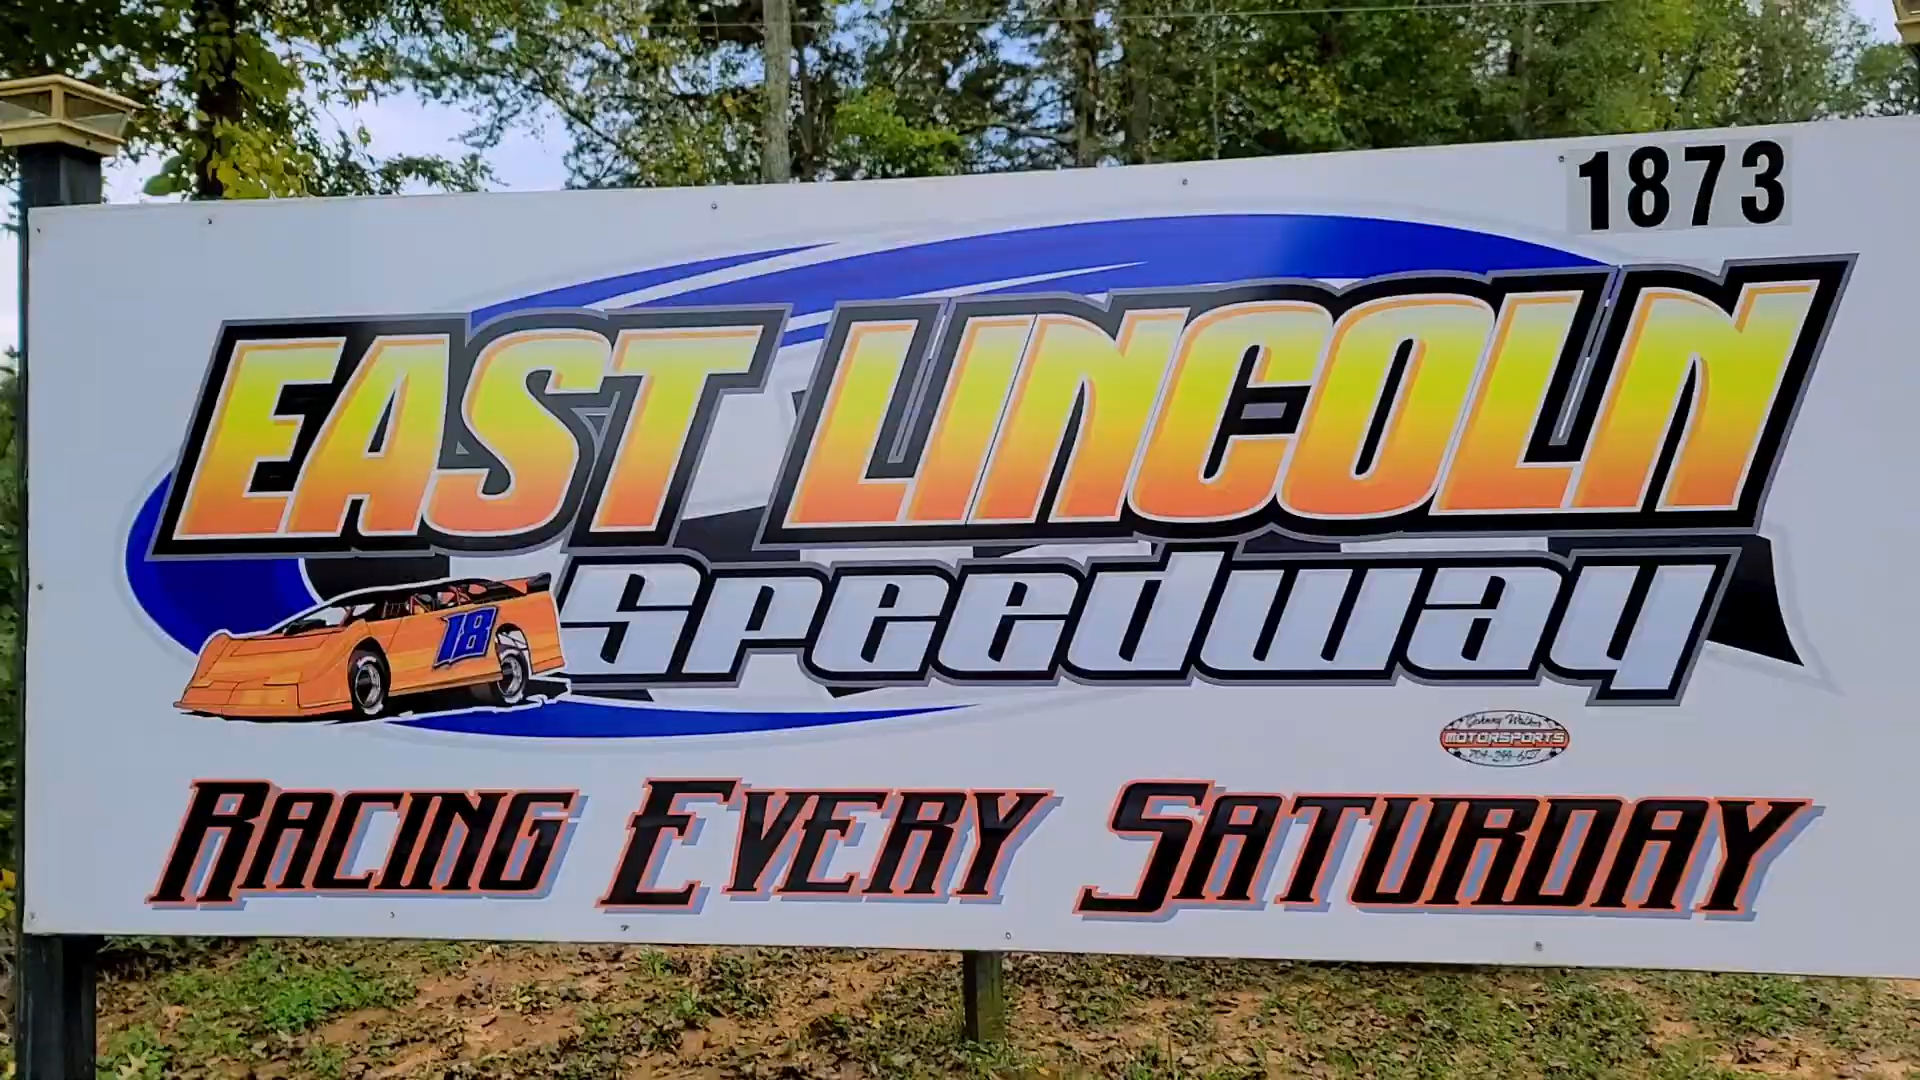 1873
EAST LINCOLN
Speedway
18
MOTORSPORTS
RACING EVERY SATURDAY